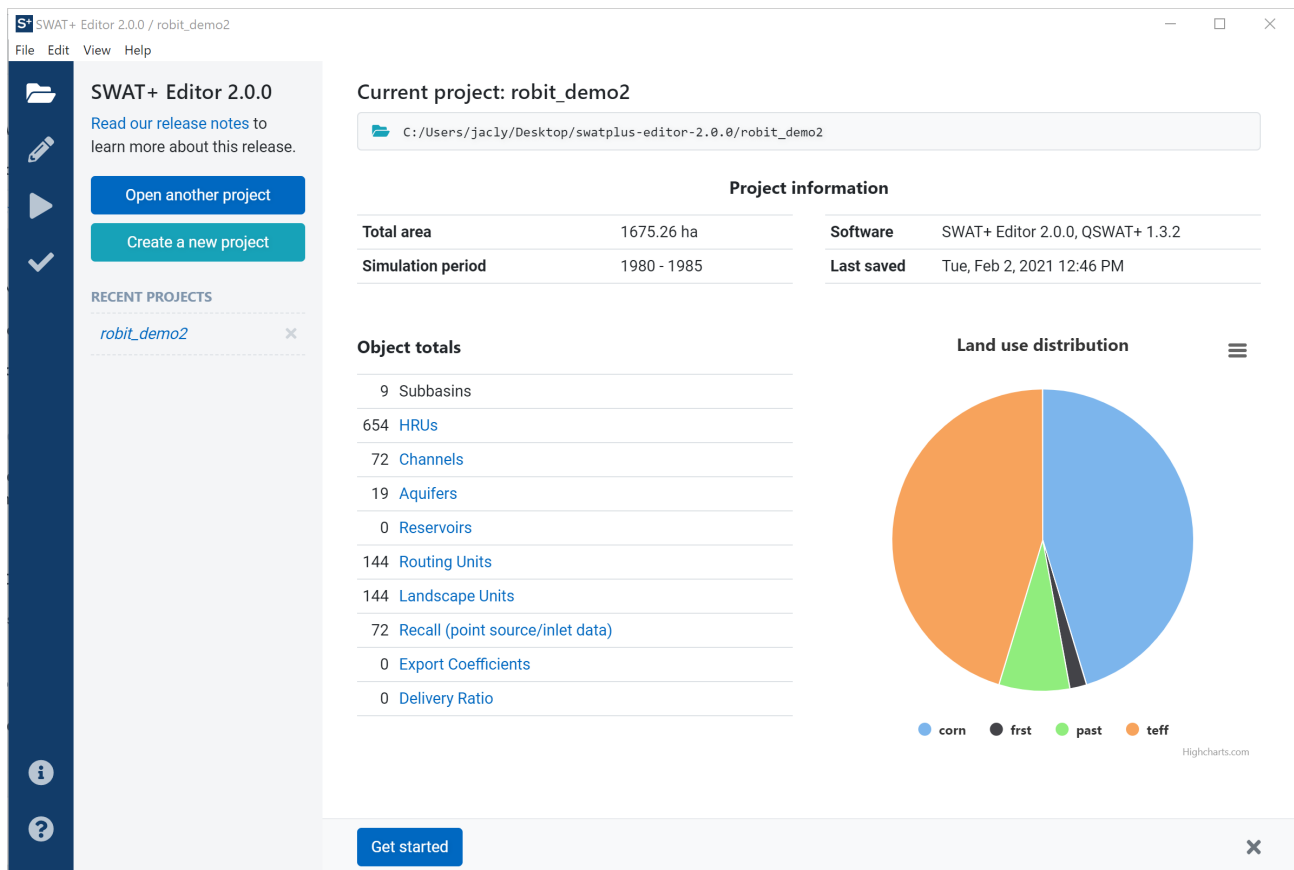 S+ SWAT+ Editor 2.0.0 / robit_demo2
File Edit View Help
SWAT+ Editor 2.0.0
Read our release notes to
learn more about this release.
Open another project
Create a new project
RECENT PROJECTS
robit_demo2
Current project: robit_demo2
C:/Users/jacly/Desktop/swatplus-editor-2.0.0/robit_demo2
Project information
Total area 1675.26 ha
Simulation period 1980 - 1985
Software SWAT+ Editor 2.0.0, QSWAT+ 1.3.2
Last saved Tue, Feb 2, 2021 12:46 PM
Object totals
9 Subbasins
654 HRUs
72 Channels
19 Aquifers
0 Reservoirs
144 Routing Units
144 Landscape Units
72 Recall (point source/inlet data)
0 Export Coefficients
0 Delivery Ratio
Land use distribution
corn frst past teff
Highcharts.com
Get started